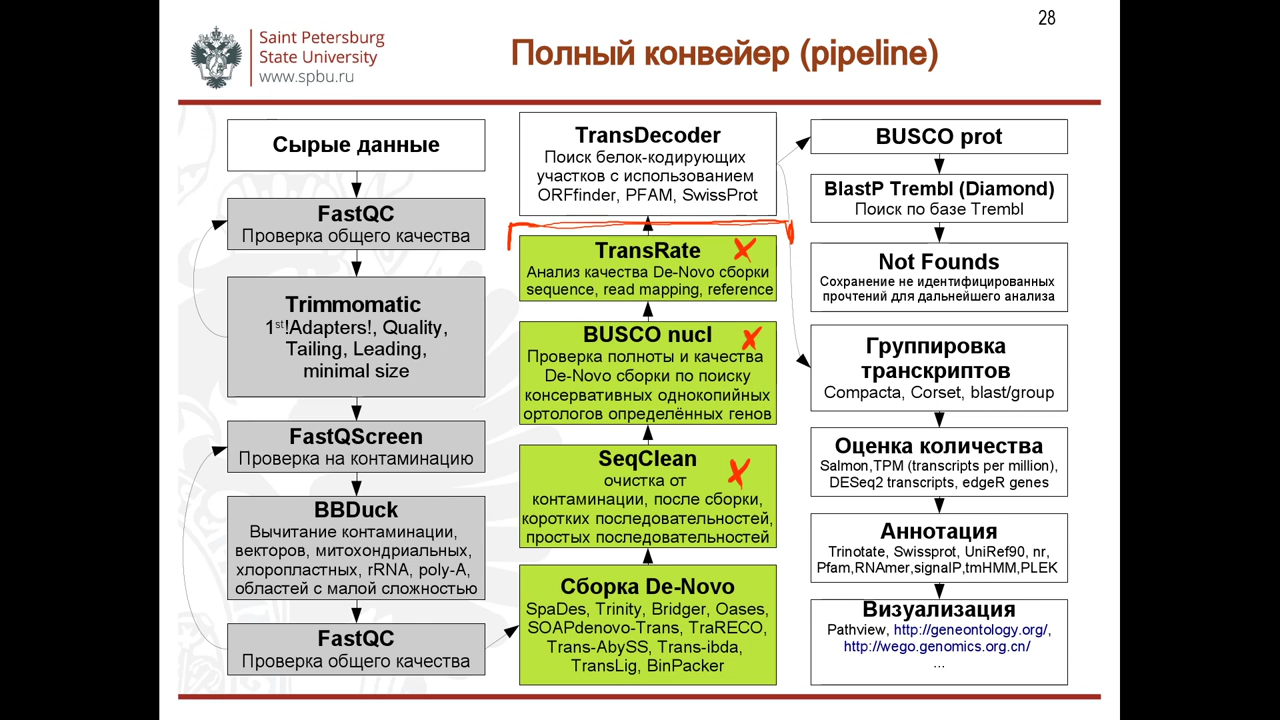 28
Saint Petersburg
State University
www.spbu.ru
Полный конвейер (pipeline)
Сырые данные
FastQC
Проверка общего качества
Trimmomatic
1st!Adapters!, Quality,
Tailing, Leading,
minimal size
FastQScreen
Проверка на контаминацию
BBDuck
Вычитание контаминации,
векторов, митохондриальных,
хлоропластных, rRNA, poly-A,
областей с малой сложностью
FastQC
Проверка общего качества
TransDecoder
Поиск белок-кодирующих
участков с использованием
ORFfinder, PFAM, SwissProt
TransRate
Анализ качества De-Novo сборки
sequence, read mapping, reference
BUSCO nucl
Проверка полноты и качества
De-Novo сборки по поиску
консервативных однокопийных
ортологов определённых генов
SeqClean
очистка от
контаминации, после сборки,
коротких последовательностей,
простых последовательностей
Сборка De-Novo
SpaDes, Trinity, Bridger, Oases,
SOAPdenovo-Trans, TraRECO,
Trans-AbySS, Trans-ibda,
TransLig, BinPacker
BUSCO prot
BlastP Trembl (Diamond)
Поиск по базе Trembl
Not Founds
Сохранение не идентифицированных
прочтений для дальнейшего анализа
Группировка
транскриптов
Compacta, Corset, blast/group
Оценка количества
Salmon,TPM (transcripts per million),
DESeq2 transcripts, edgeR genes
Аннотация
Trinotate, Swissprot, UniRef90, nr,
Pfam,RNAmer,signalP,tmHMM,PLEK
Визуализация
Pathview, http://geneontology.org/,
http://wego.genomics.org.cn/
...